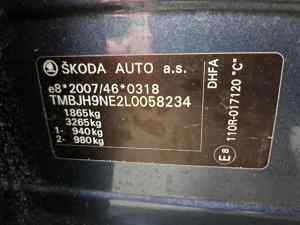 ŠKODA AUTO a.s.
e8*2007/46*0318
TMBJH9NE2L0058234
1865kg
3265kg
1- 940kg
2- 980kg
DHFA
110R-017120 "C"
E8